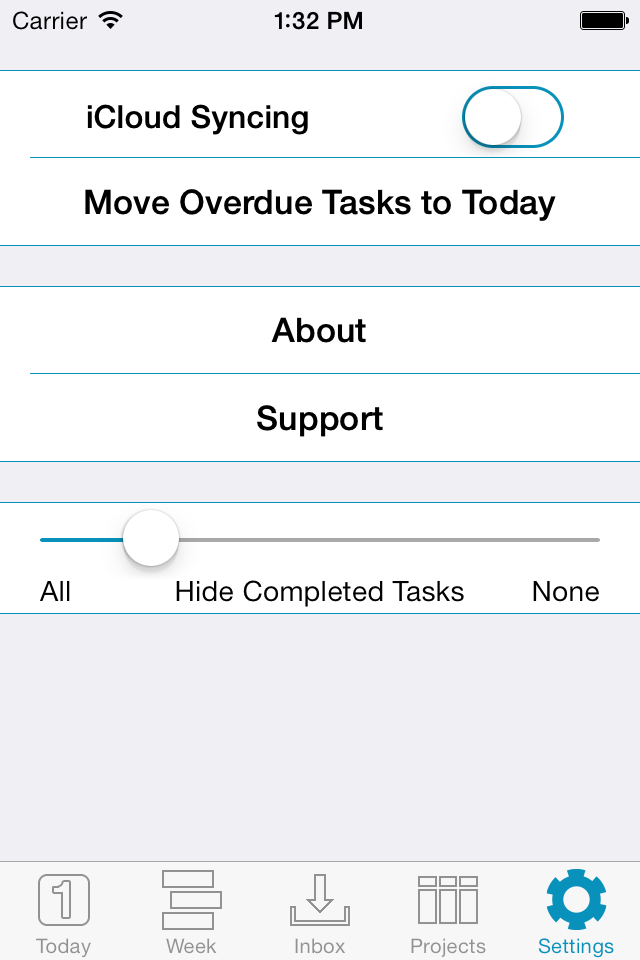 Carrier 1:32 PM
iCloud Syncing
Move Overdue Tasks to Today
About
Support
All Hide Completed Tasks None
1
Today Week Inbox Projects Settings